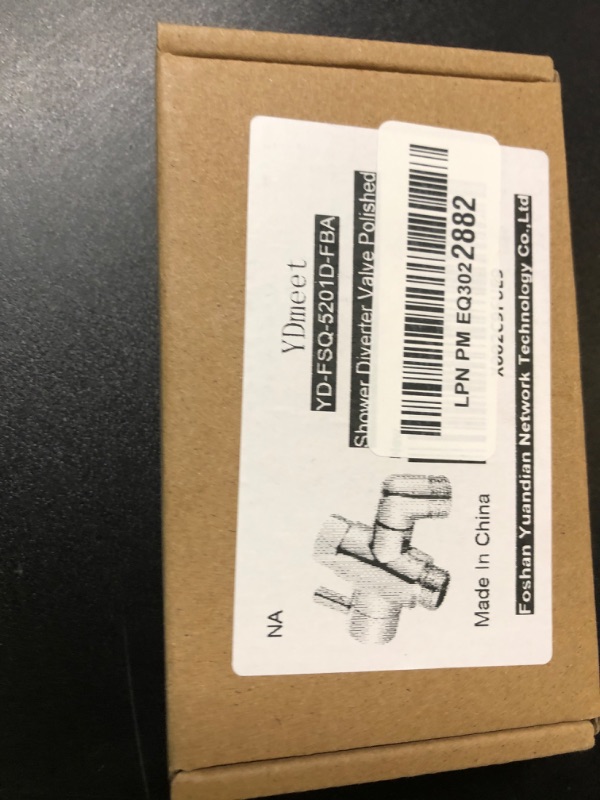 YDmeet
YD-FSQ-5201D-FBA
Shower Diverter Valve Polished
LPN PM EQ3022882
NA
Made In China
Foshan Yuandian Network Technology Co.,Ltd